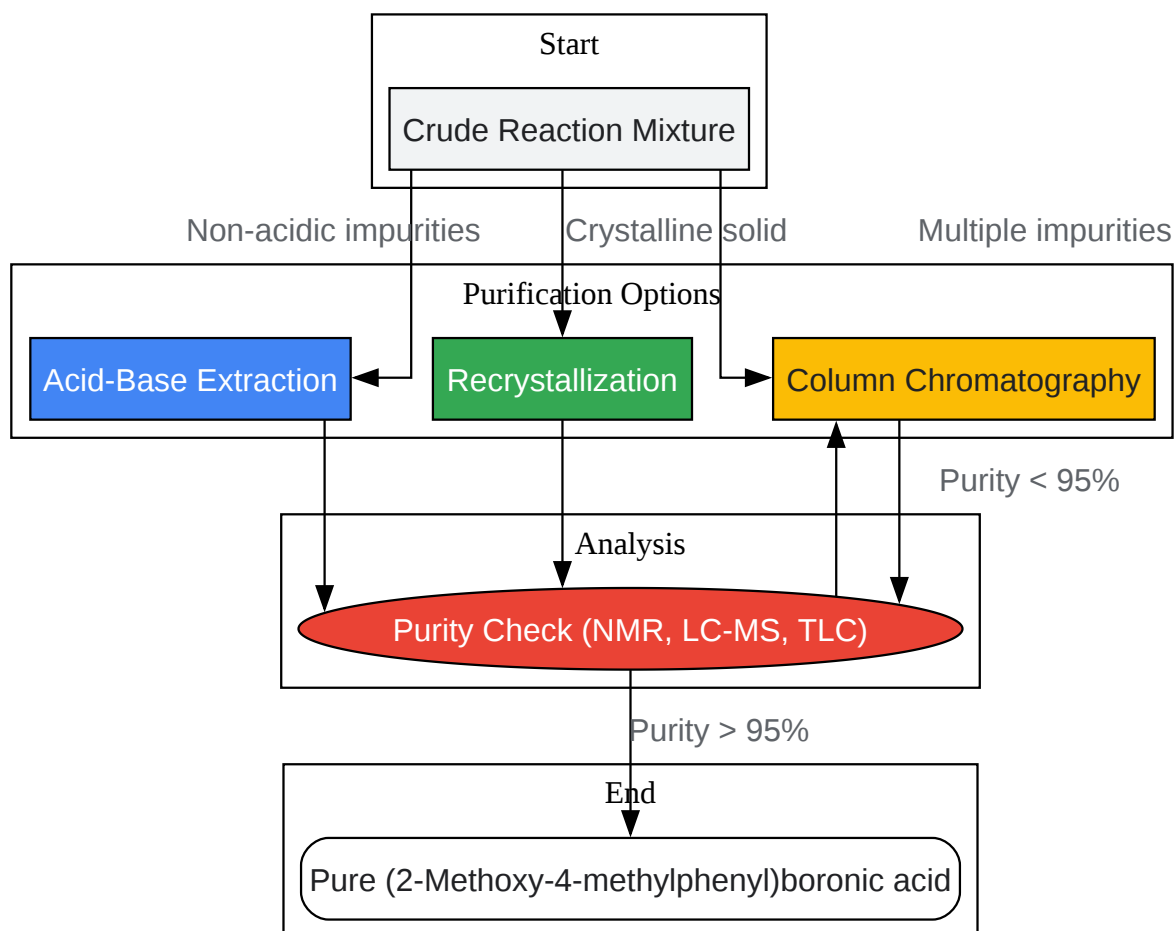 Start
Crude Reaction Mixture
Non-acidic impurities
Crystalline solid
Multiple impurities
Purification Options
Acid-Base Extraction
Recrystallization
Column Chromatography
Purity < 95%
Analysis
Purity Check (NMR, LC-MS, TLC)
Purity > 95%
End
Pure (2-Methoxy-4-methylphenyl)boronic acid